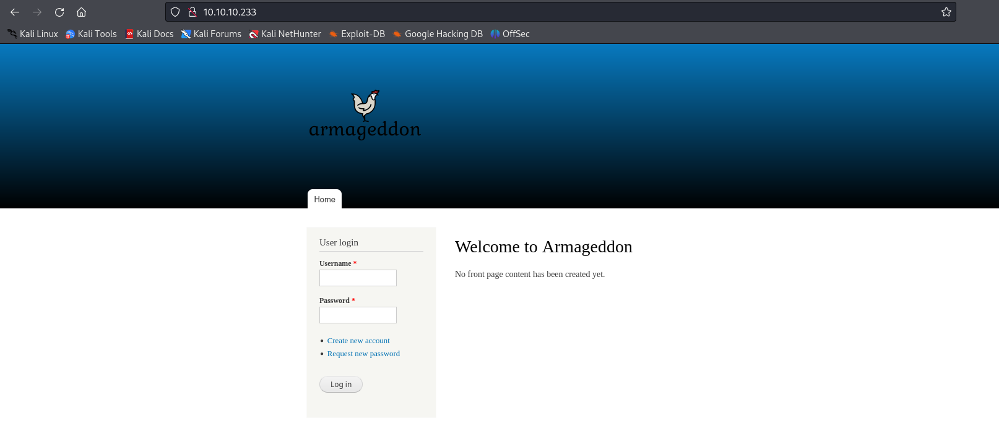 10.10.10.233
Kali Linux Kali Tools Kali Docs Kali Forums Kali NetHunter Exploit-DB Google Hacking DB OffSec
armageddon
Home
User login
Username *
Password *
Create new account
Request new password
Log in
Welcome to Armageddon
No front page content has been created yet.